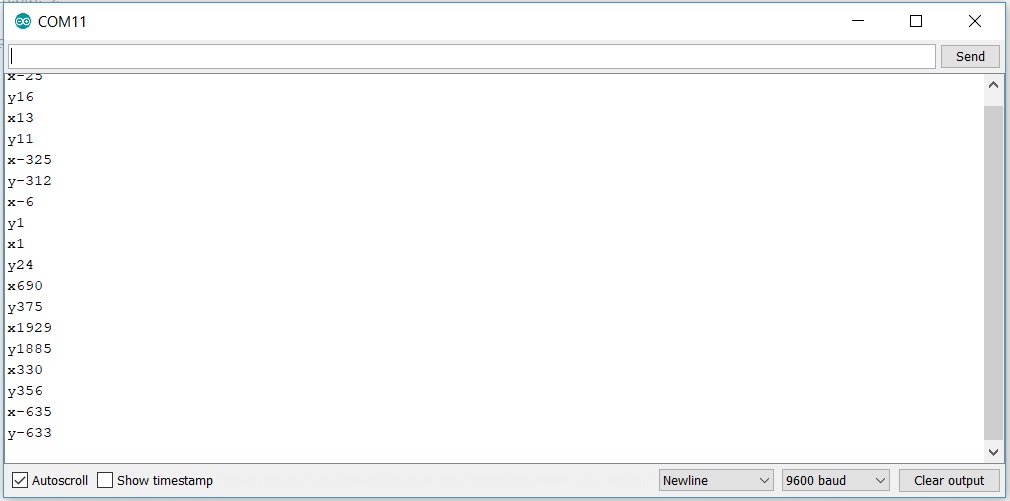 COM11
Send
x-25
y16
x13
y11
x-325
y-312
x-6
y1
x1
y24
x690
y375
x1929
y1885
x330
y356
x-635
y-633
Autoscroll Show timestamp Newline 9600 baud Clear output